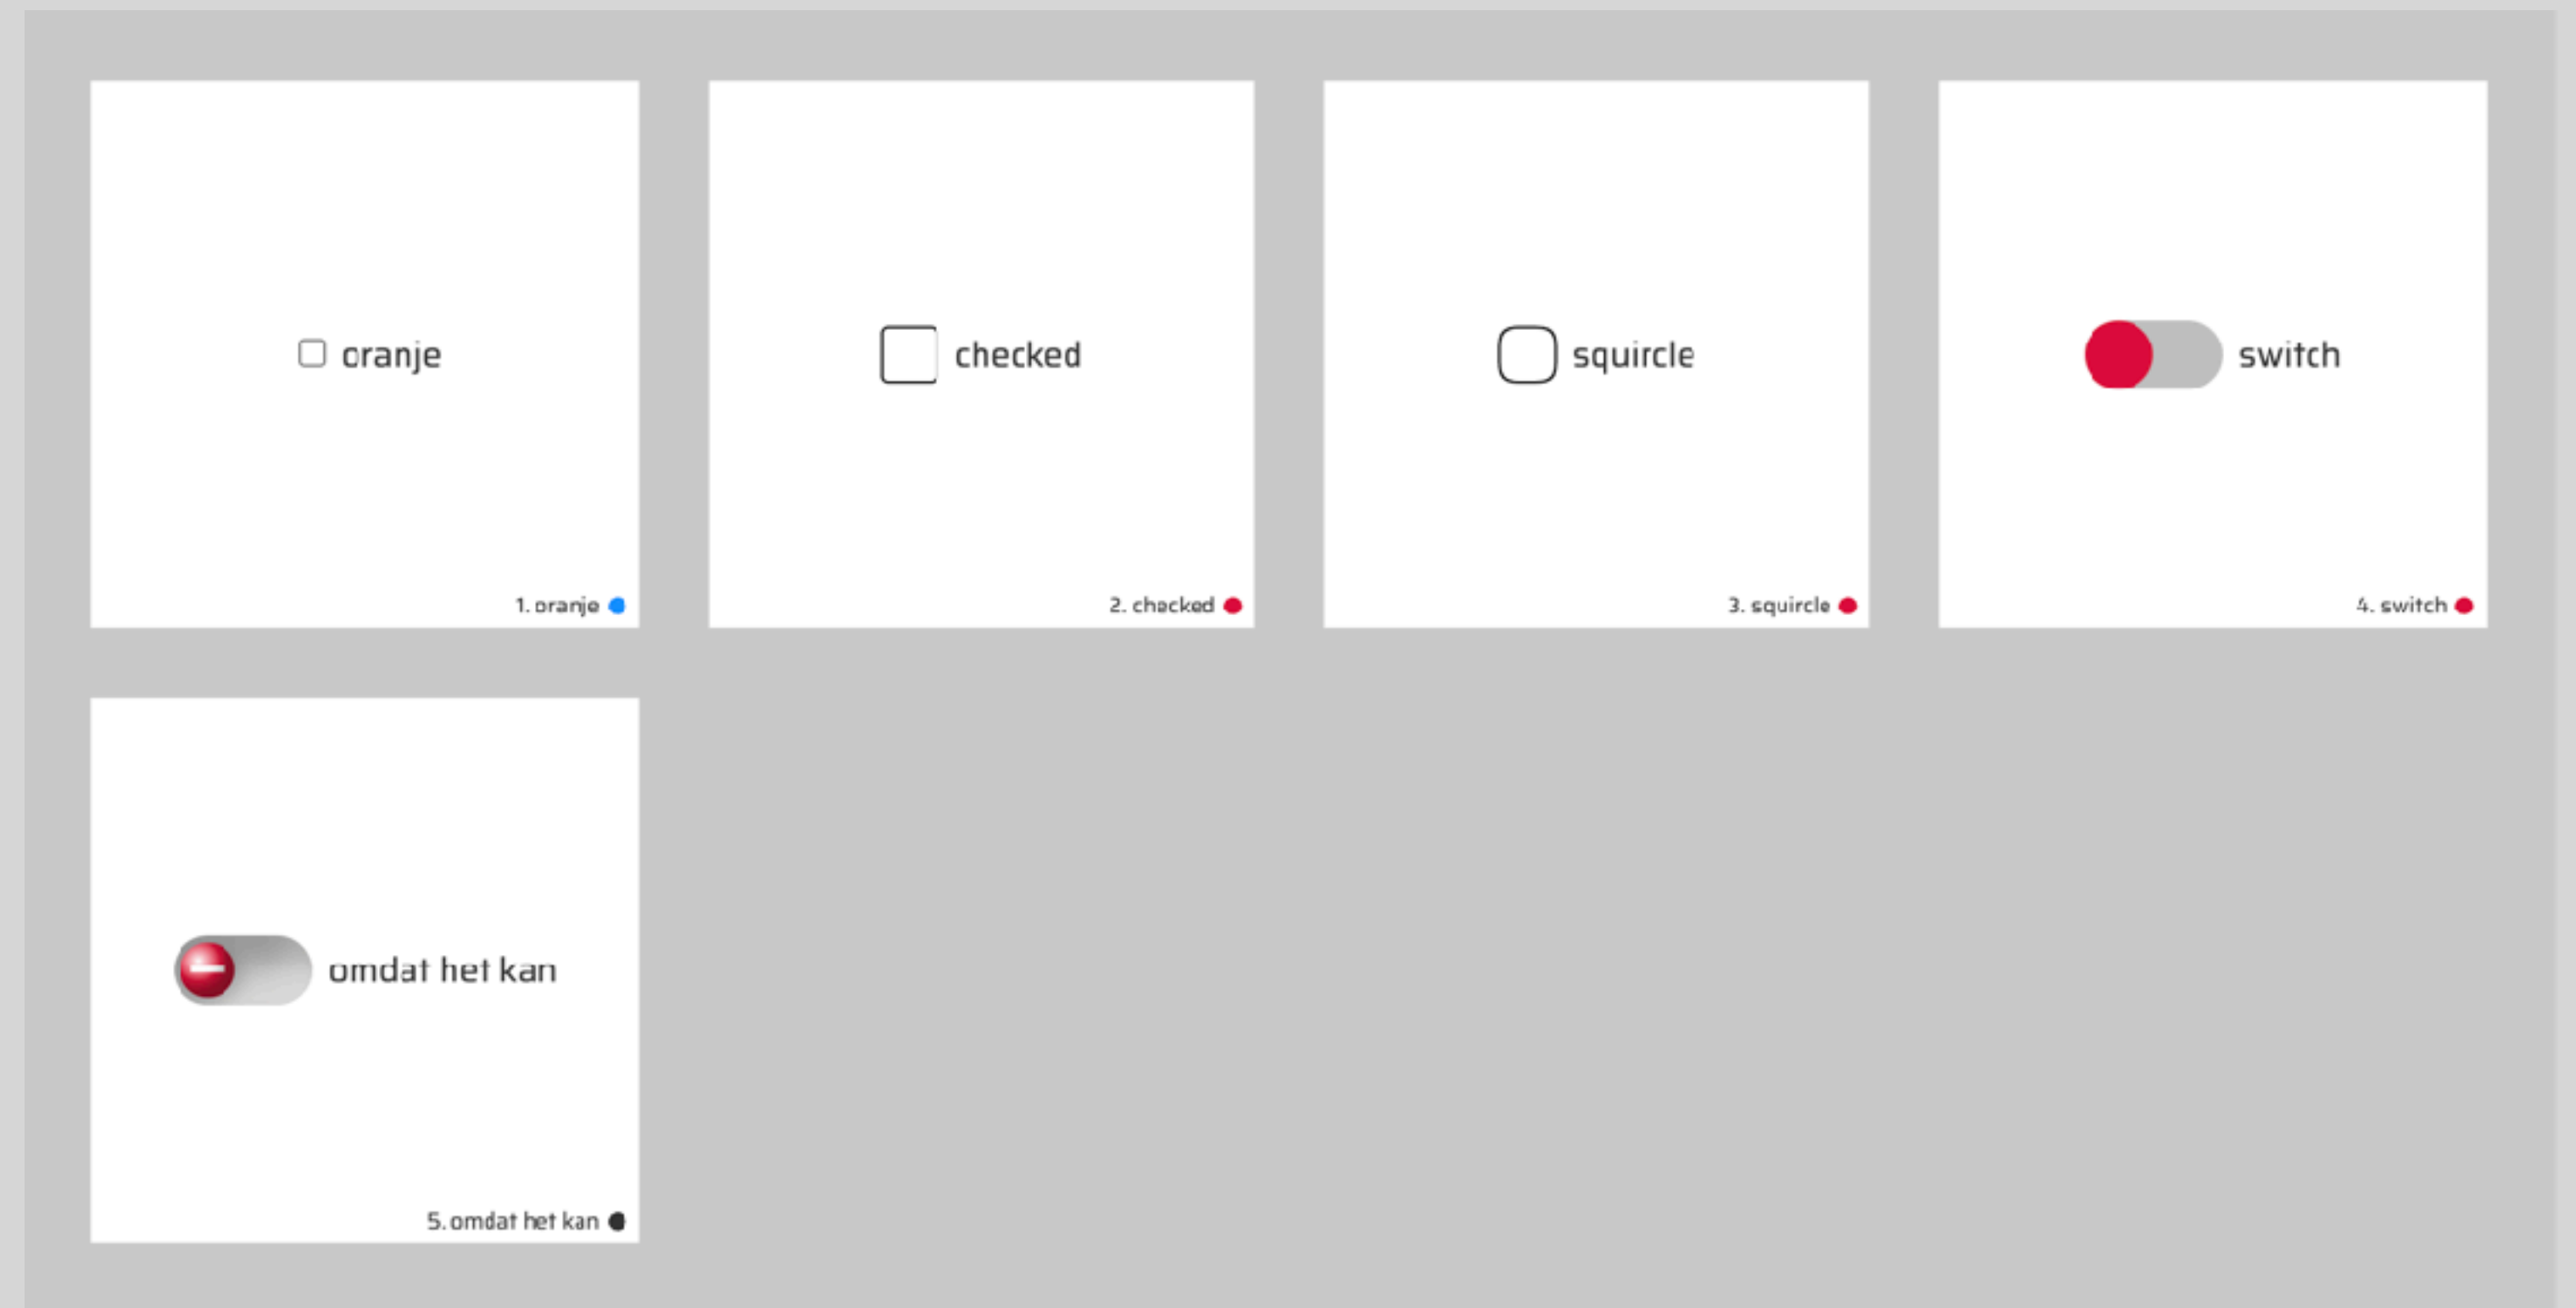 oranje
1. oranje
checked
2. checked
squircle
3. squircle
switch
4. switch
omdat het kan
5. omdat het kan